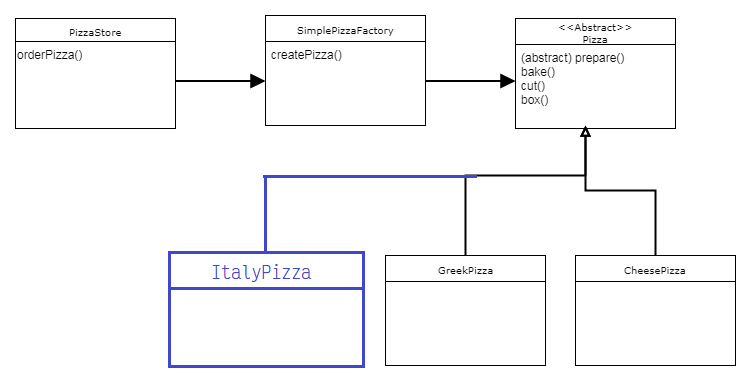 PizzaStore
orderPizza()
SimplePizzaFactory
createPizza()
<<Abstract>>
Pizza
(abstract) prepare()
bake()
cut()
box()
ItalyPizza
GreekPizza
CheesePizza